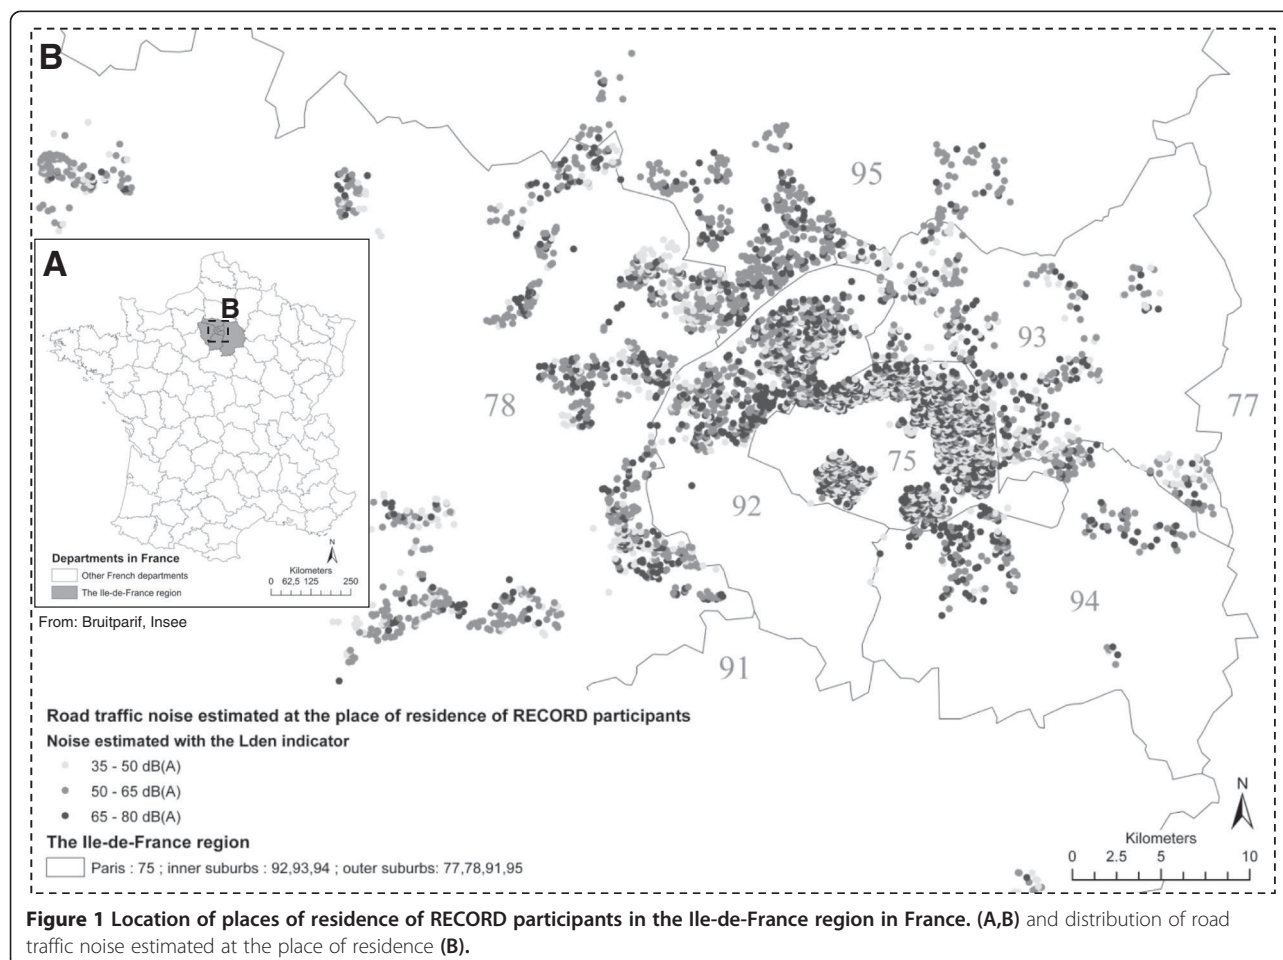 B
95
A
B
93
78
77
75
92
Departments in France
Other French departments
The Ile-de-France region
N
Kilometers
0 62,5 125 250
94
From: Bruitparif, Insee
91
Road traffic noise estimated at the place of residence of RECORD participants
Noise estimated with the Lden indicator
35 - 50 dB(A)
50 - 65 dB(A)
65 - 80 dB(A)
The Ile-de-France region
Paris : 75 ; inner suburbs : 92,93,94 ; outer suburbs: 77,78,91,95
N
Kilometers
0 2.5 5 10
Figure 1 Location of places of residence of RECORD participants in the Ile-de-France region in France. (A,B) and distribution of road
traffic noise estimated at the place of residence (B).